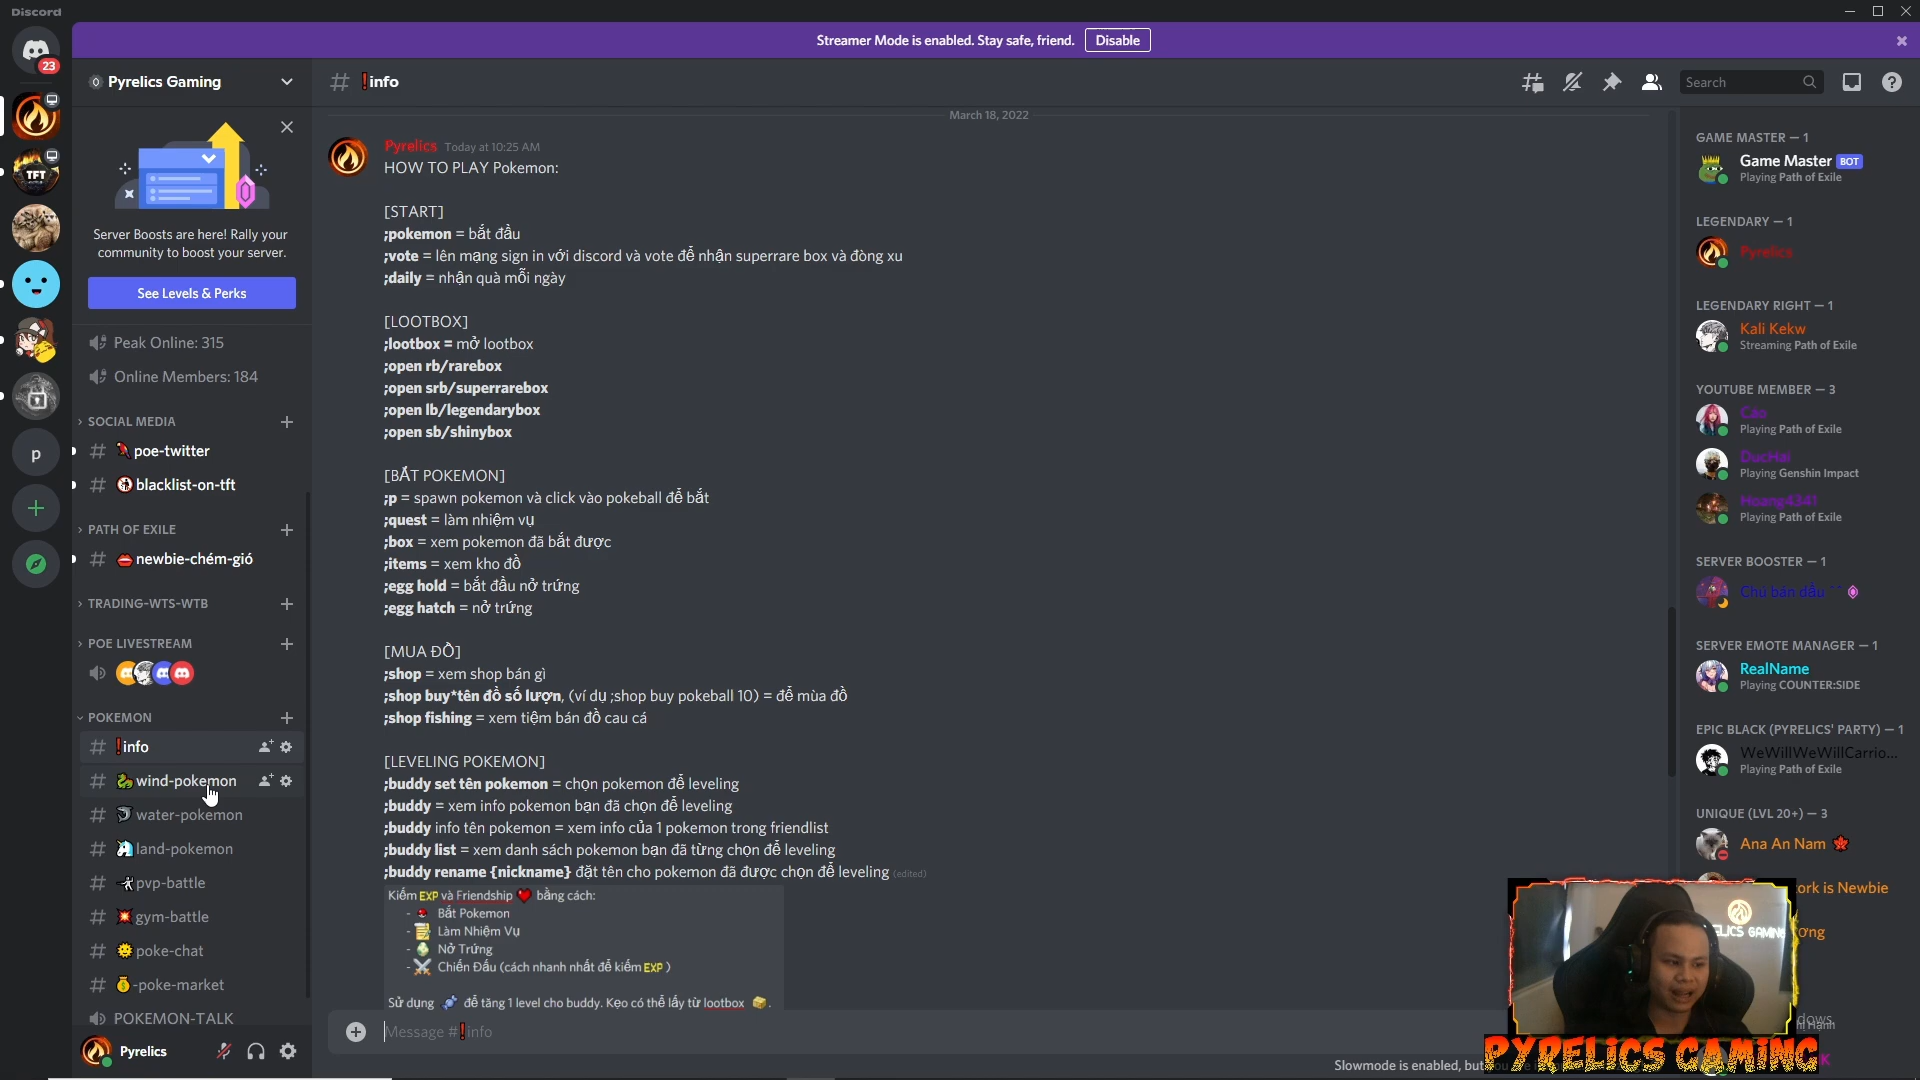 Discord
Streamer Mode is enabled. Stay safe, friend.
Disable
23
Pyrelics Gaming
# info
Search
March 18, 2022
Server Boosts are here! Rally your
community to boost your server.
See Levels & Perks
Peak Online: 315
Online Members: 184
SOCIAL MEDIA
poe-twitter
blacklist-on-tft
PATH OF EXILE
newbie-chém-gió
TRADING-WTS-WTB
POE LIVESTREAM
POKEMON
info
wind-pokemon
water-pokemon
land-pokemon
pvp-battle
gym-battle
poke-chat
-poke-market
POKEMON-TALK
Pyrelics
TFT
p
Pyrelics Today at 10:25 AM
HOW TO PLAY Pokemon:
[START]
;pokemon = bắt đầu
;vote = lên mạng sign in với discord và vote để nhận superrare box và đòng xu
;daily = nhận quà mỗi ngày
[LOOTBOX]
;lootbox = mở lootbox
;open rb/rarebox
;open srb/superrarebox
;open lb/legendarybox
;open sb/shinybox
[BẮT POKEMON]
;p = spawn pokemon và click vào pokeball để bắt
;quest = làm nhiệm vụ
;box = xem pokemon đã bắt được
;items = xem kho đồ
;egg hold = bắt đầu nở trứng
;egg hatch = nở trứng
[MUA ĐỒ]
;shop = xem shop bán gì
;shop buy*tên đồ số lượn, (ví dụ ;shop buy pokeball 10) = để mùa đồ
;shop fishing = xem tiệm bán đồ cau cá
[LEVELING POKEMON]
;buddy set tên pokemon = chọn pokemon để leveling
;buddy = xem info pokemon bạn đã chọn để leveling
;buddy info tên pokemon = xem info của 1 pokemon trong friendlist
;buddy list = xem danh sách pokemon bạn đã từng chọn để leveling
;buddy rename {nickname} đặt tên cho pokemon đã được chọn để leveling (edited)
Kiếm EXP và Friendship ❤ bằng cách:
- Bắt Pokemon
- Làm Nhiệm Vụ
- Nở Trứng
- Chiến Đấu (cách nhanh nhất để kiếm EXP )
Sử dụng để tăng 1 level cho buddy. Kẹo có thể lấy từ lootbox .
Message # info
Slowmode is enabled, but
GAME MASTER — 1
Game Master BOT
Playing Path of Exile
LEGENDARY — 1
Pyrelics
LEGENDARY RIGHT — 1
Kali Kekw
Streaming Path of Exile
YOUTUBE MEMBER — 3
Cao
Playing Path of Exile
DucHai
Playing Genshin Impact
Hoang4341
Playing Path of Exile
SERVER BOOSTER — 1
Chú bán dầu ^^
SERVER EMOTE MANAGER — 1
RealName
Playing COUNTER:SIDE
EPIC BLACK (PYRELICS' PARTY) — 1
WeWillWeWillCarrio...
Playing Path of Exile
UNIQUE (LVL 20+) — 3
Ana An Nam
ork is Newbie
PYRELICS GAMING